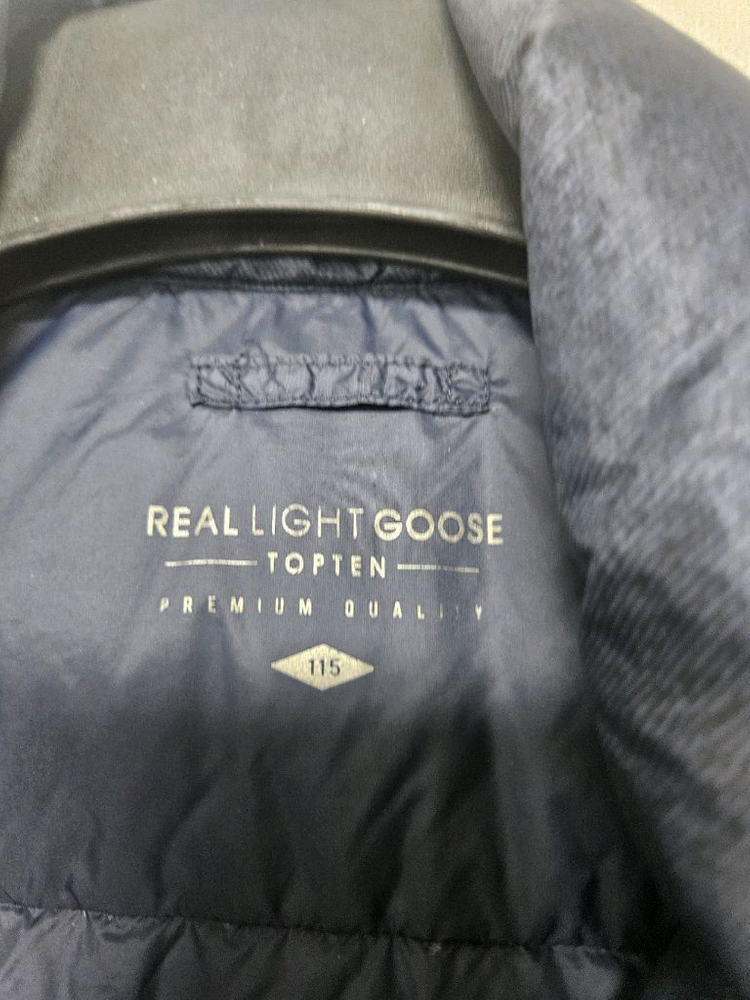 REAL LIGHT GOOSE
TOPTEN
PREMIUM QUALITY
115